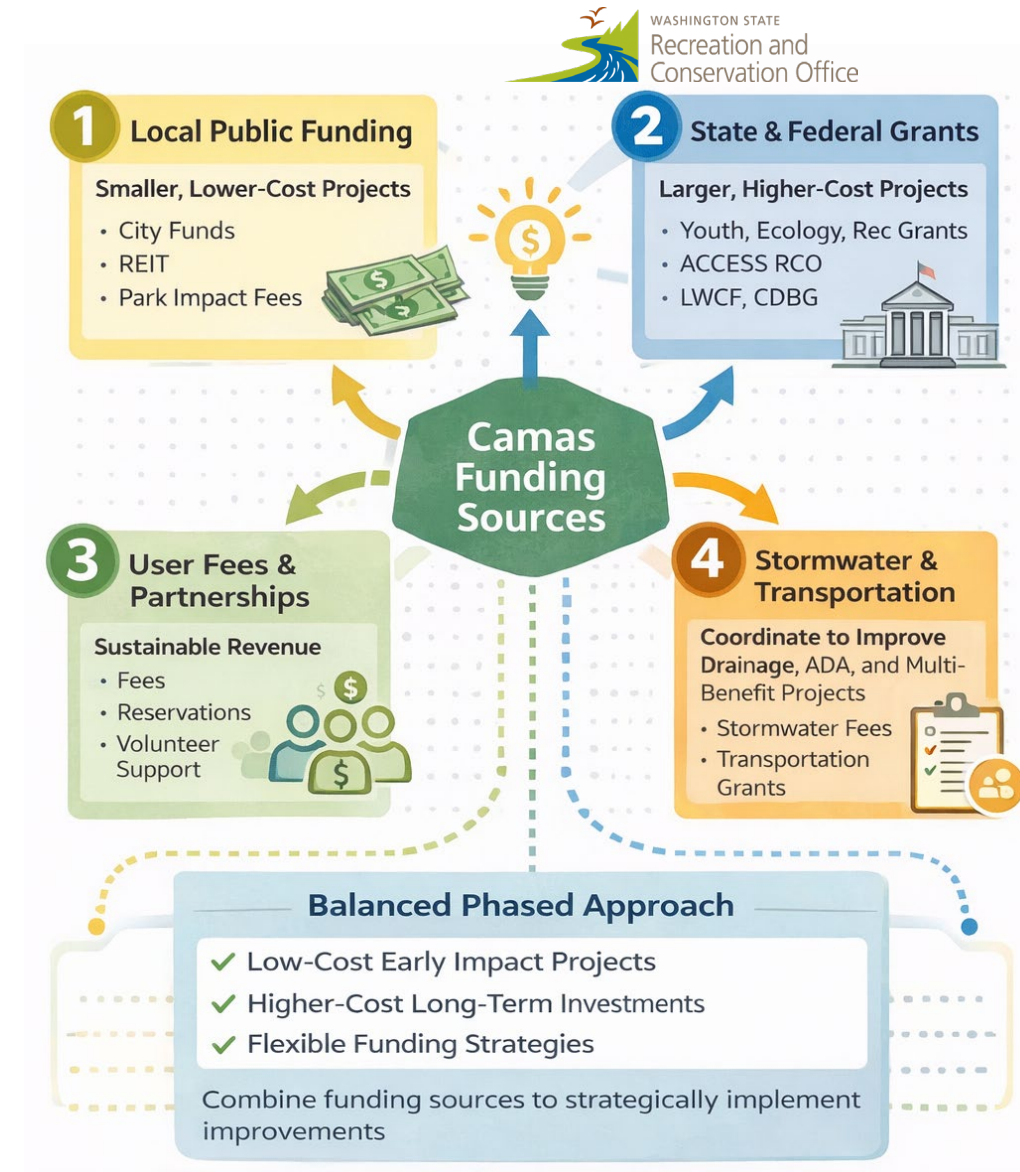 WASHINGTON STATE
Recreation and
Conservation Office
1
Local Public Funding
Smaller, Lower-Cost Projects
• City Funds
• REIT
• Park Impact Fees
$
$
$
2
State & Federal Grants
Larger, Higher-Cost Projects
• Youth, Ecology, Rec Grants
• ACCESS RCO
• LWCF, CDBG
Camas
Funding
Sources
3
User Fees &
Partnerships
Sustainable Revenue
• Fees
• Reservations
• Volunteer
Support
$
$
$
4
Stormwater &
Transportation
Coordinate to Improve
Drainage, ADA, and Multi-
Benefit Projects
• Stormwater Fees
• Transportation
Grants
Balanced Phased Approach
✓ Low-Cost Early Impact Projects
✓ Higher-Cost Long-Term Investments
✓ Flexible Funding Strategies
Combine funding sources to strategically implement
improvements